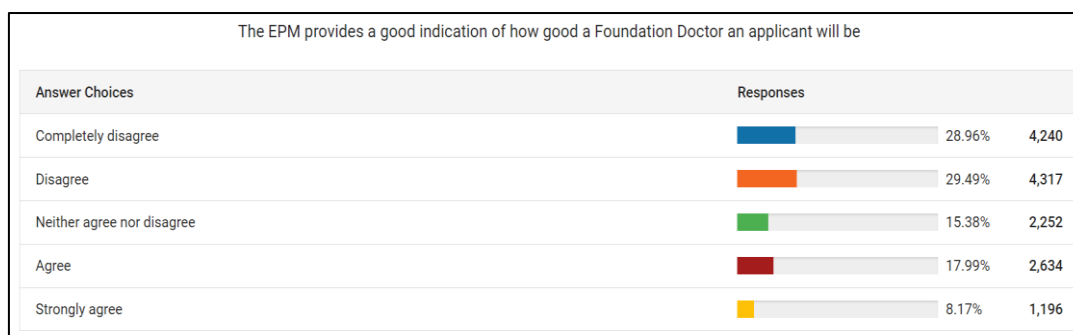 The EPM provides a good indication of how good a Foundation Doctor an applicant will be
Answer Choices Responses
Completely disagree 28.96% 4,240
Disagree 29.49% 4,317
Neither agree nor disagree 15.38% 2,252
Agree 17.99% 2,634
Strongly agree 8.17% 1,196